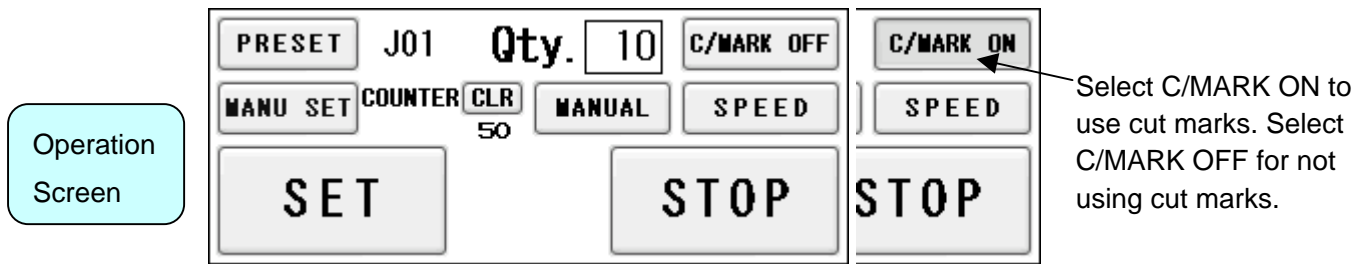 PRESET J01 Qty. 10 C/MARK OFF C/MARK ON
MANU SET COUNTER CLR 50 MANUAL SPEED SPEED
SET STOP STOP
Operation
Screen
Select C/MARK ON to
use cut marks. Select
C/MARK OFF for not
using cut marks.